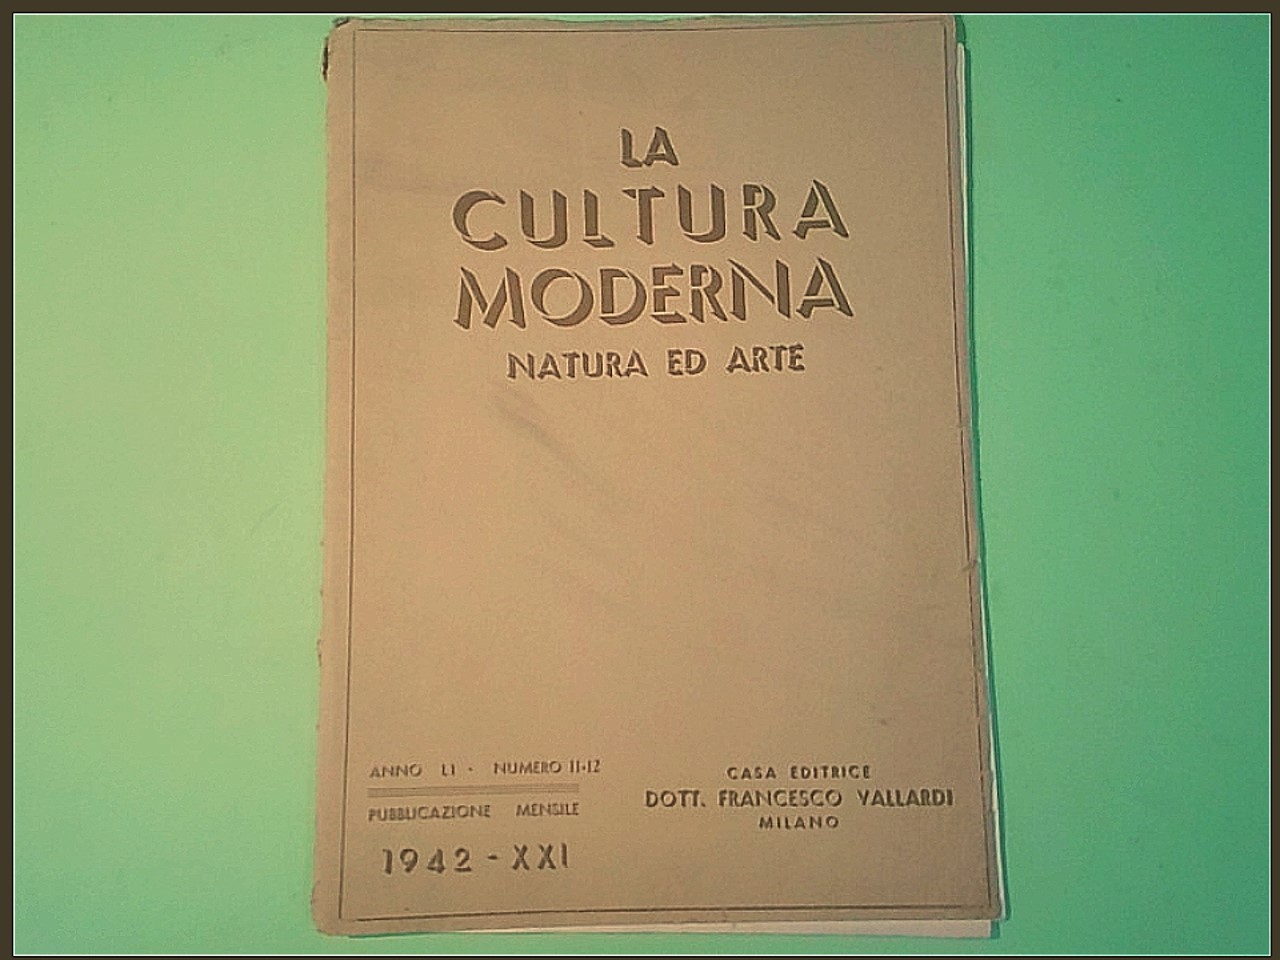 LA
CULTURA
MODERNA
NATURA ED ARTE
ANNO LI - NUMERO 11-12
PUBBLICAZIONE MENSILE
1942 - XXI
CASA EDITRICE
DOTT. FRANCESCO VALLARDI
MILANO